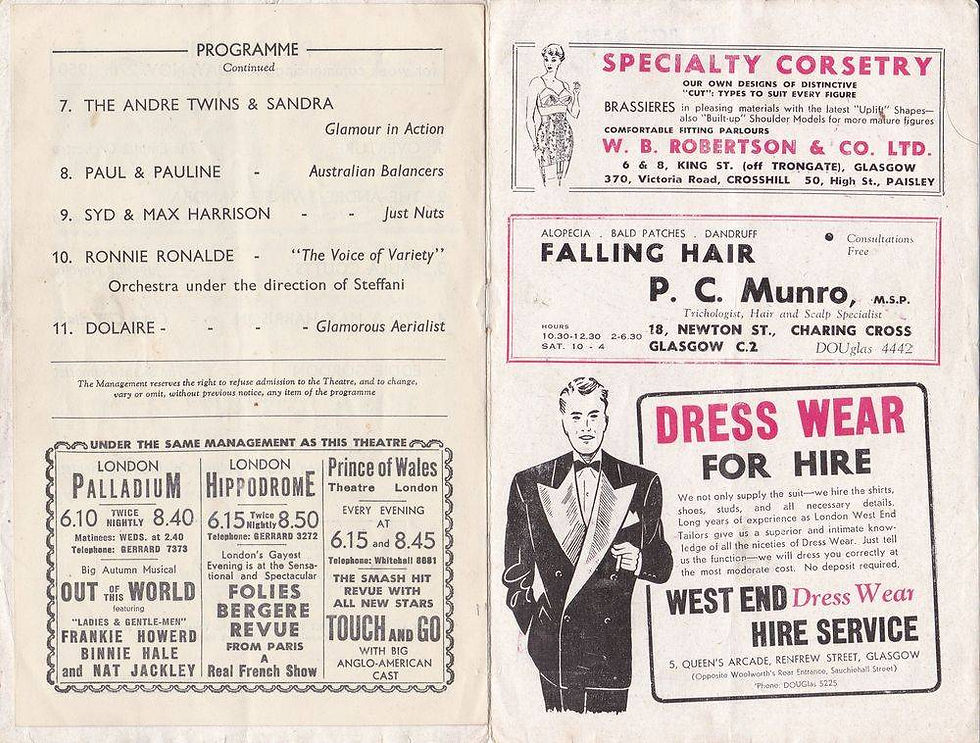 PROGRAMME
Continued
7. THE ANDRE TWINS & SANDRA
Glamour in Action
8. PAUL & PAULINE - Australian Balancers
9. SYD & MAX HARRISON - - Just Nuts
10. RONNIE RONALDE - "The Voice of Variety"
Orchestra under the direction of Steffani
11. DOLAIRE - - - - Glamorous Aerialist
The Management reserves the right to refuse admission to the Theatre, and to change,
vary or omit, without previous notice, any item of the programme
UNDER THE SAME MANAGEMENT AS THIS THEATRE
LONDON
PALLADIUM
6.10 TWICE NIGHTLY 8.40
Matinees: WEDS. at 2.40
Telephone: GERRARD 7373
Big Autumn Musical
OUT OF THIS WORLD
featuring
"LADIES & GENTLE-MEN"
FRANKIE HOWERD
BINNIE HALE
and NAT JACKLEY
LONDON
HIPPODROME
6.15 Twice Nightly 8.50
Telephone: GERRARD 3272
London's Gayest
Evening is at the Sensa-
tional and Spectacular
FOLIES
BERGERE
REVUE
FROM PARIS
A
Real French Show
Prince of Wales
Theatre London
EVERY EVENING
AT
6.15 and 8.45
Telephone: Whitehall 8681
THE SMASH HIT
REVUE WITH
ALL NEW STARS
TOUCH AND GO
WITH BIG
ANGLO-AMERICAN
CAST
SPECIALTY CORSETRY
OUR OWN DESIGNS OF DISTINCTIVE
"CUT": TYPES TO SUIT EVERY FIGURE
BRASSIERES in pleasing materials with the latest "Uplift" Shapes—
also "Built-up" Shoulder Models for more mature figures
COMFORTABLE FITTING PARLOURS
W. B. ROBERTSON & CO. LTD.
6 & 8, KING ST. (off TRONGATE), GLASGOW
370, Victoria Road, CROSSHILL 50, High St., PAISLEY
ALOPECIA . BALD PATCHES . DANDRUFF
FALLING HAIR
Consultations
Free
P. C. Munro, M.S.P.
Trichologist, Hair and Scalp Specialist
HOURS
10.30-12.30 2-6.30
SAT. 10 - 4
18, NEWTON ST., CHARING CROSS
GLASGOW C.2 DOUglas 4442
DRESS WEAR
FOR HIRE
We not only supply the suit—we hire the shirts,
shoes, studs, and all necessary details.
Long years of experience as London West End
Tailors give us a superior and intimate know-
ledge of all the niceties of Dress Wear. Just tell
us the function—we will dress you correctly at
the most moderate cost. No deposit required.
WEST END Dress Wear
HIRE SERVICE
5, QUEEN'S ARCADE, RENFREW STREET, GLASGOW
(Opposite Woolworth's Rear Entrance, Sauchiehall Street)
'Phone: DOUGlas 5225